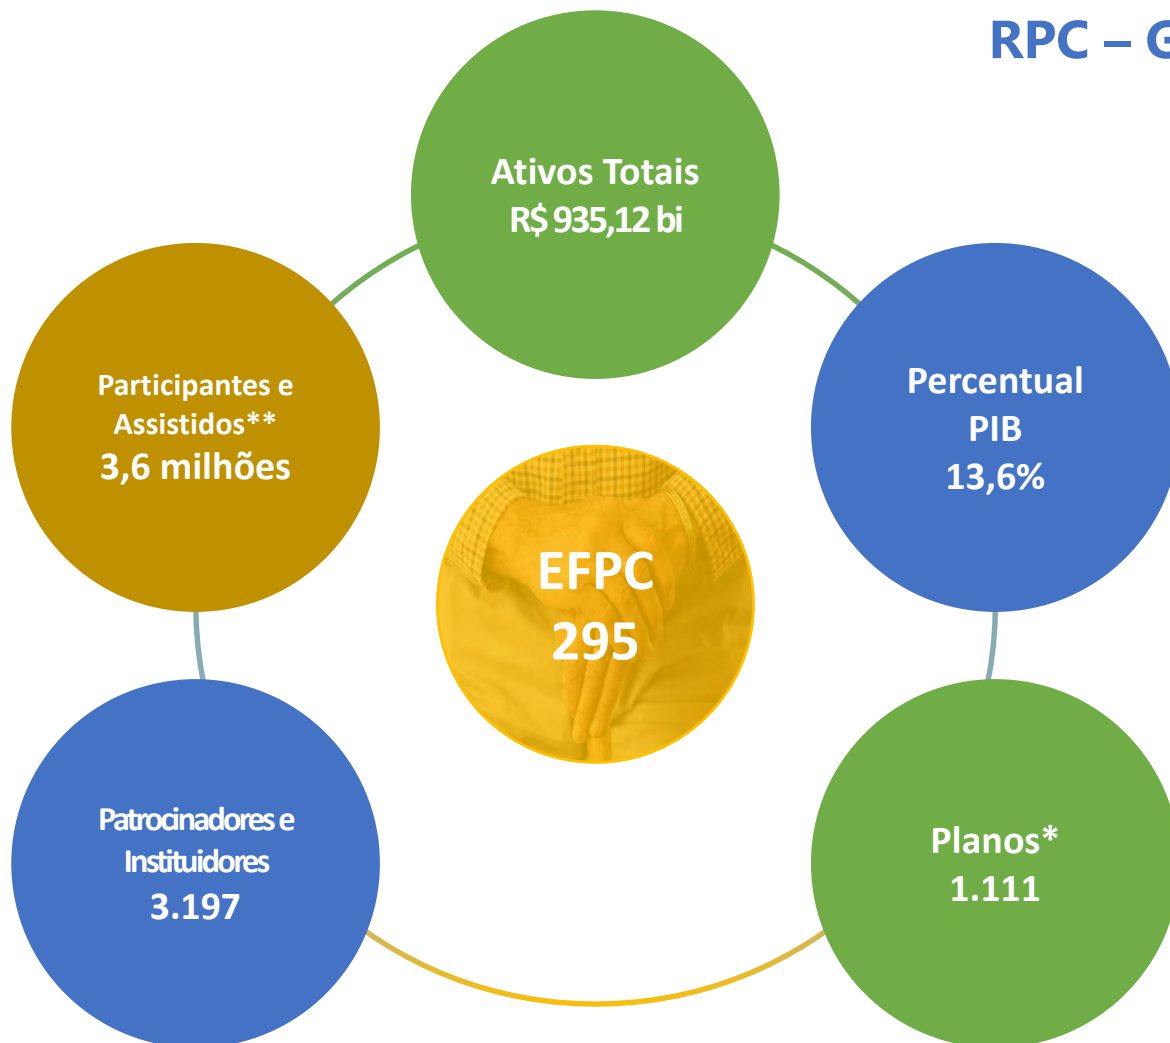 RPC – G
Ativos Totais
R$ 935,12 bi
Participantes e
Assistidos**
3,6 milhões
Percentual
PIB
13,6%
EFPC
295
Patrocinadores e
Instituidores
3.197
Planos*
1.111